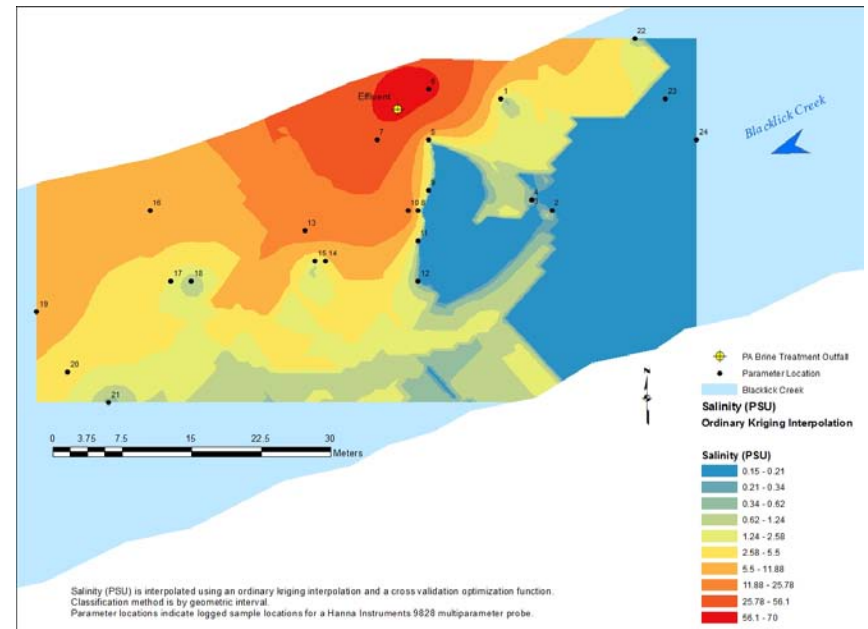 22
6
Effluent
1
23
Blacklick Creek
7
5
24
9
4
3
16
10 8
2
13
11
15 14
17 18
12
19
20
21
N
PA Brine Treatment Outfall
Parameter Location
Blacklick Creek
Salinity (PSU)
Ordinary Kriging Interpolation
0 3.75 7.5 15 22.5 30
Meters
Salinity (PSU)
0.15 - 0.21
0.21 - 0.34
0.34 - 0.62
0.62 - 1.24
1.24 - 2.58
2.58 - 5.5
5.5 - 11.88
11.88 - 25.78
25.78 - 56.1
56.1 - 70
Salinity (PSU) is interpolated using an ordinary kriging interpolation and a cross validation optimization function.
Classification method is by geometric interval.
Parameter locations indicate logged sample locations for a Hanna Instruments 9828 multiparameter probe.